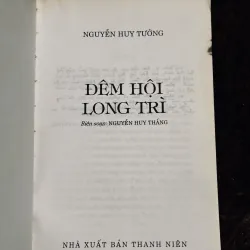 NGUYỄN HUY TƯỞNG
ĐÊM HỘI
LONG TRÌ
Biên soạn: NGUYỄN HUY THẮNG
NHÀ XUẤT BẢN THANH NIÊN